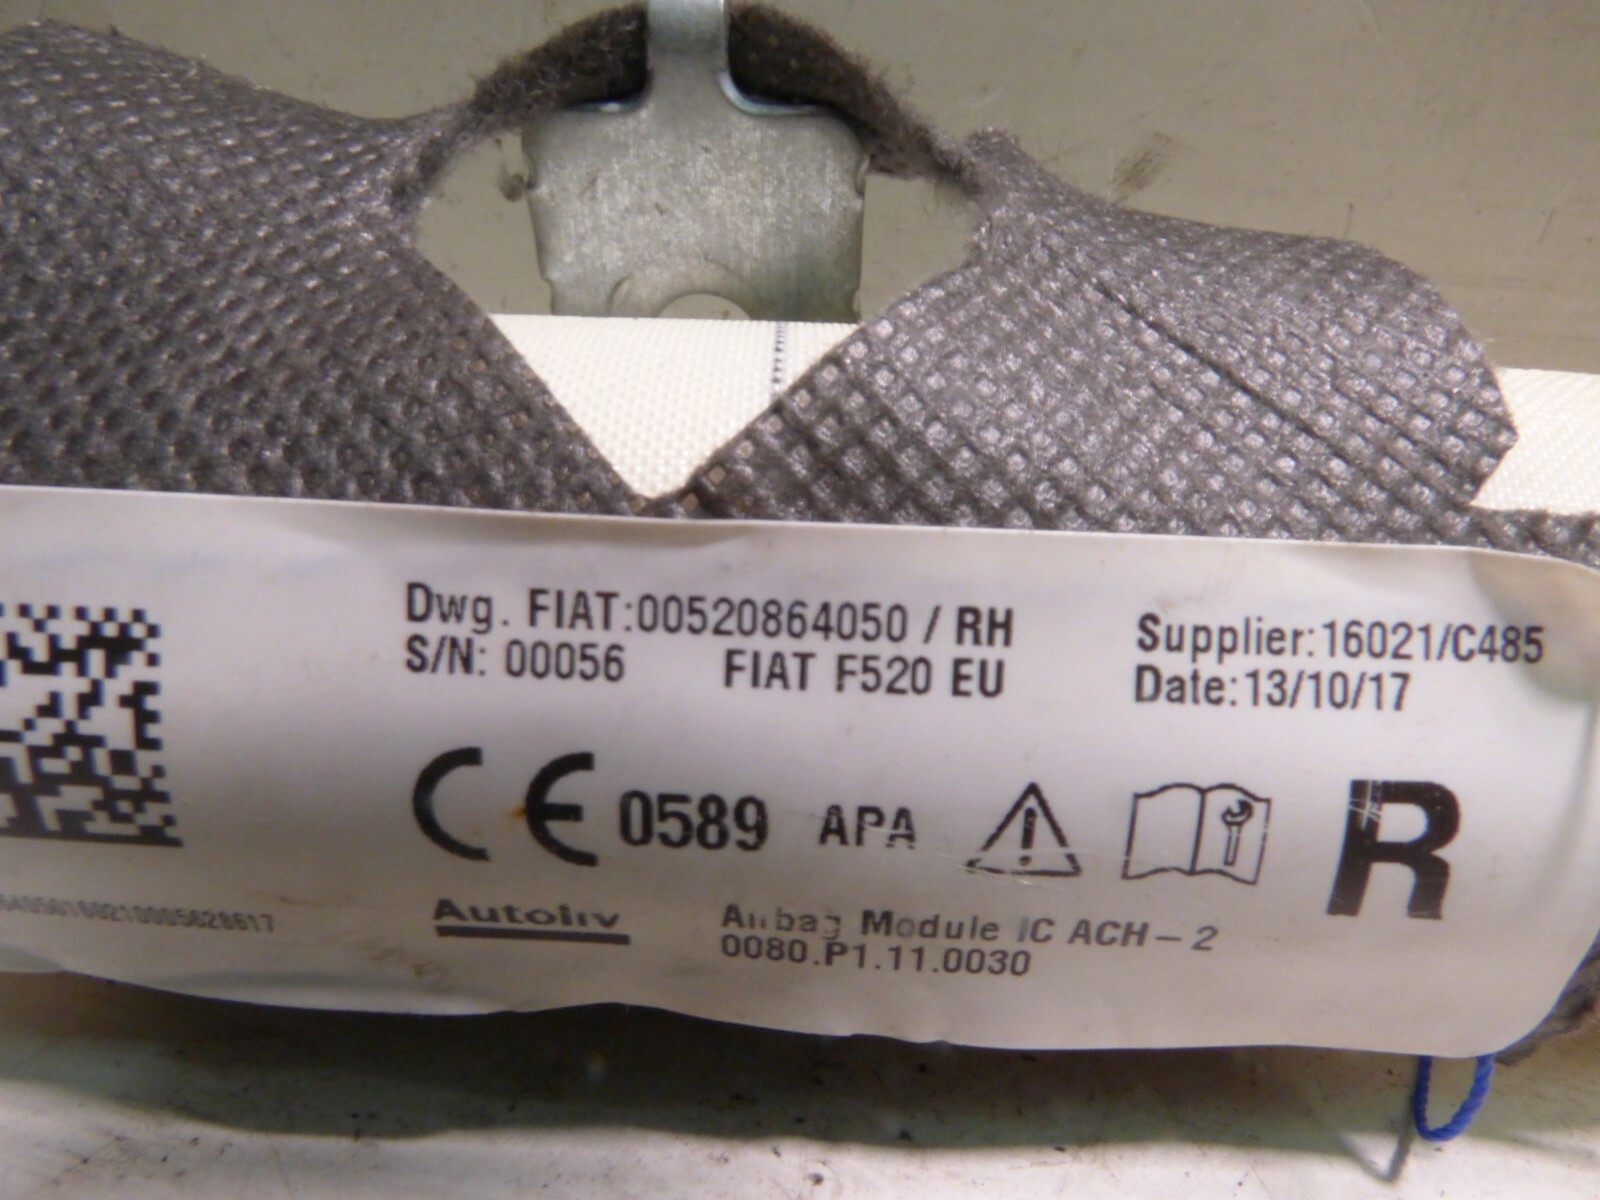 Dwg. FIAT:00520864050 / RH
S/N: 00056 FIAT F520 EU
Supplier:16021/C485
Date:13/10/17
CE 0589 APA
R
Autoliv
Airbag Module IC ACH-2
0080.P1.11.0030